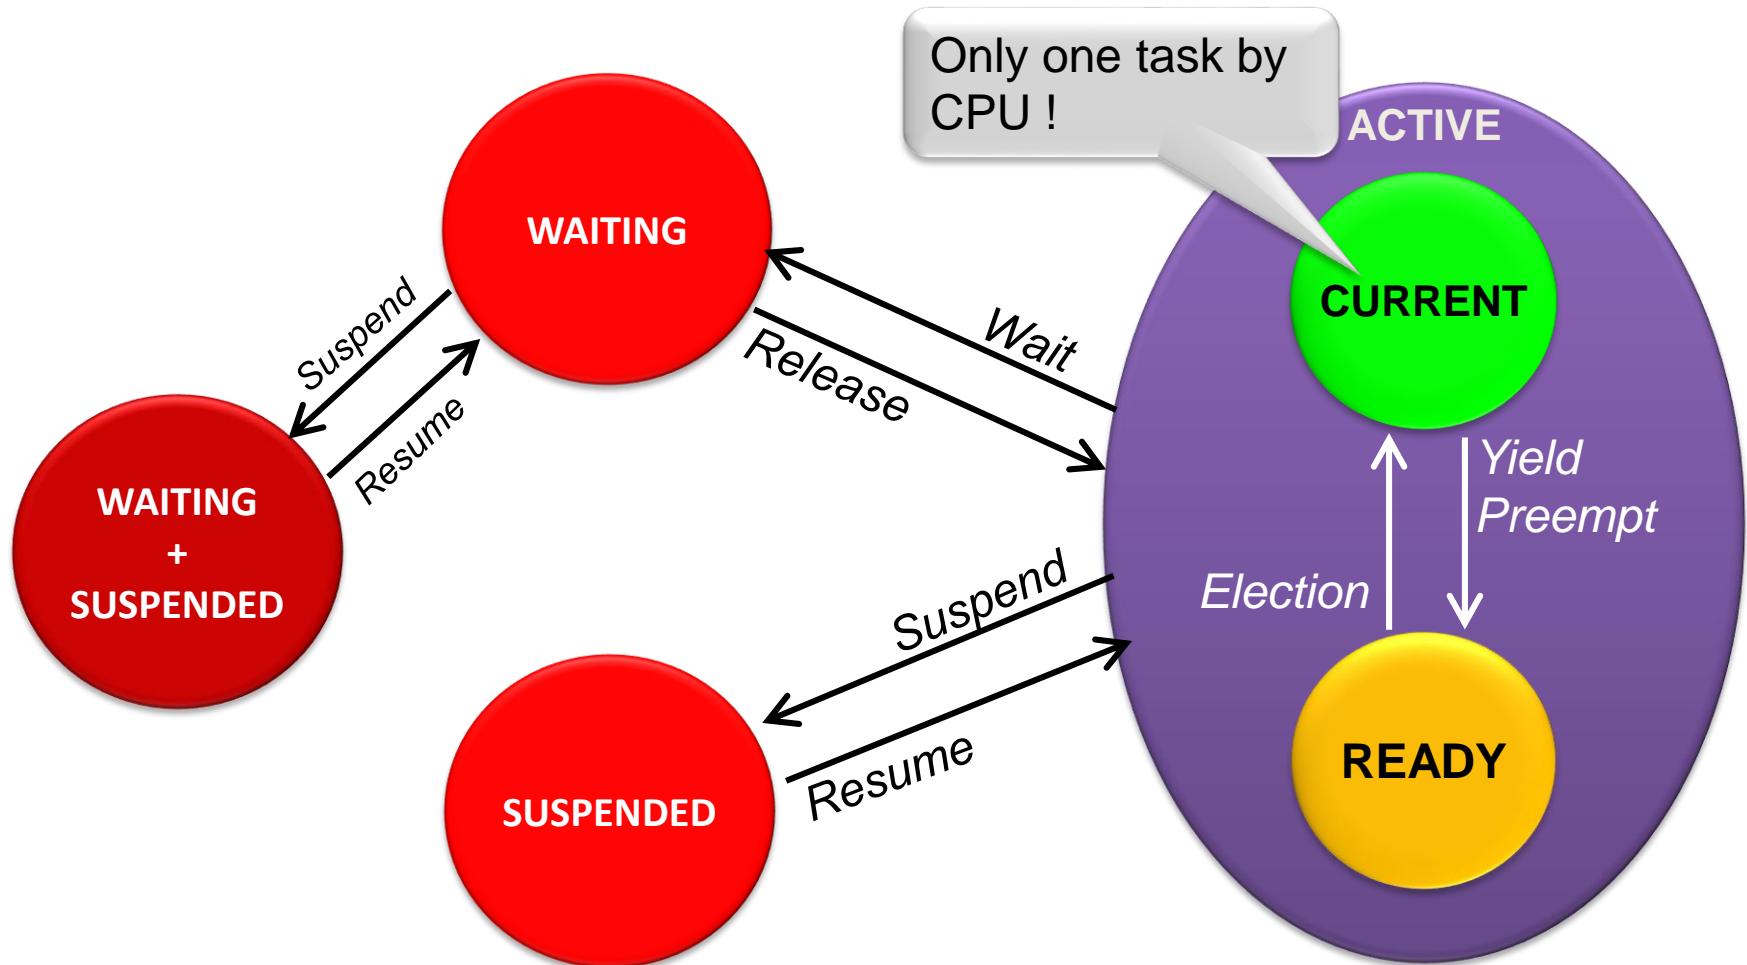 Only one task by
CPU !
ACTIVE
WAITING
CURRENT
Suspend
Resume
Wait
Release
WAITING
+
SUSPENDED
Yield
Preempt
Election
Suspend
Resume
SUSPENDED
READY